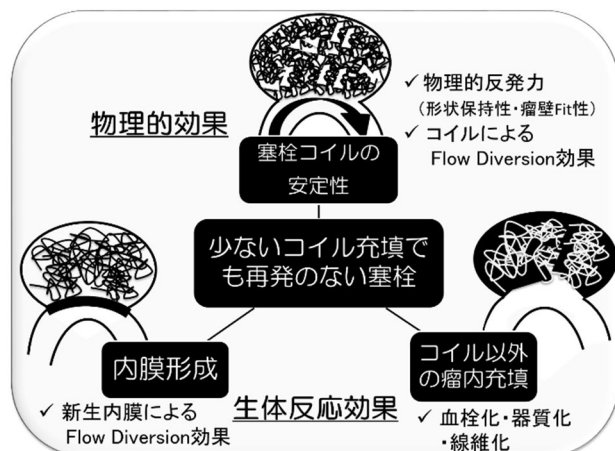 物理的効果
✓ 物理的反発力
（形状保持性・瘤壁Fit性）
✓ コイルによる
Flow Diversion効果
塞栓コイルの
安定性
少ないコイル充填で
も再発のない塞栓
内膜形成
コイル以外
の瘤内充填
生体反応効果
✓ 新生内膜による
Flow Diversion効果
✓ 血栓化・器質化
・線維化